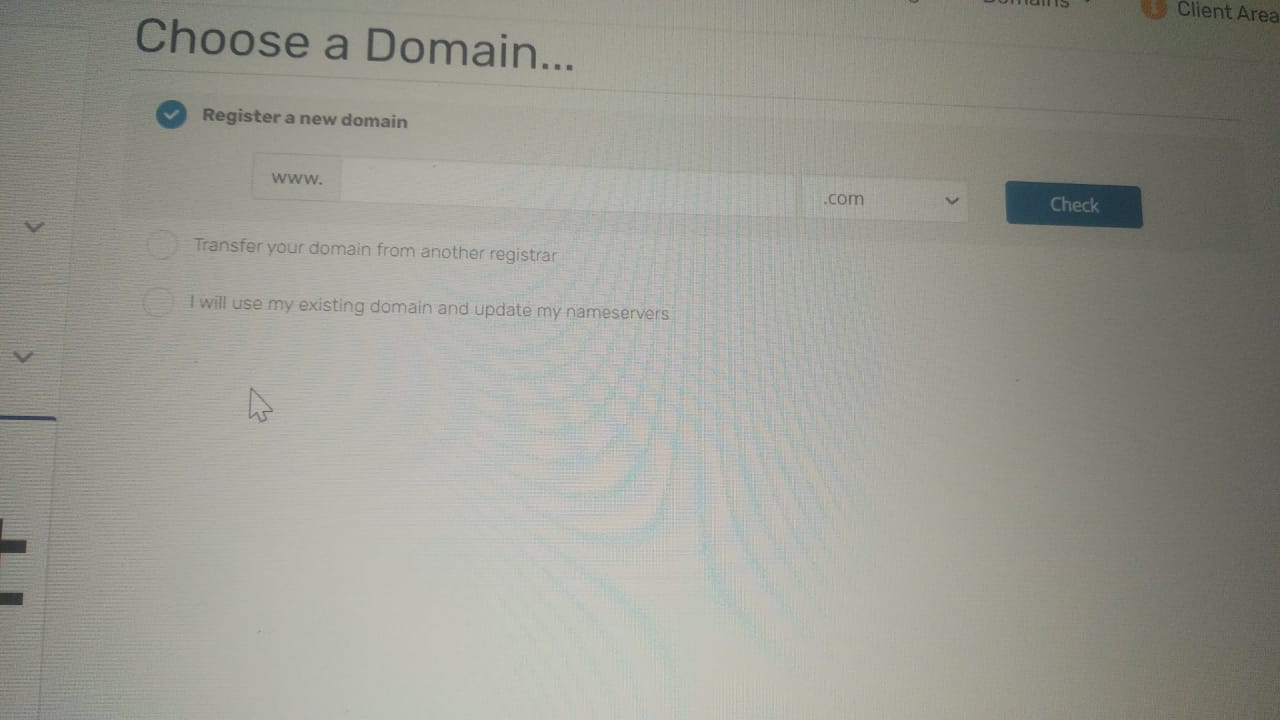 Client Area
Choose a Domain...
Register a new domain
www.
.com
Check
Transfer your domain from another registrar
I will use my existing domain and update my nameservers